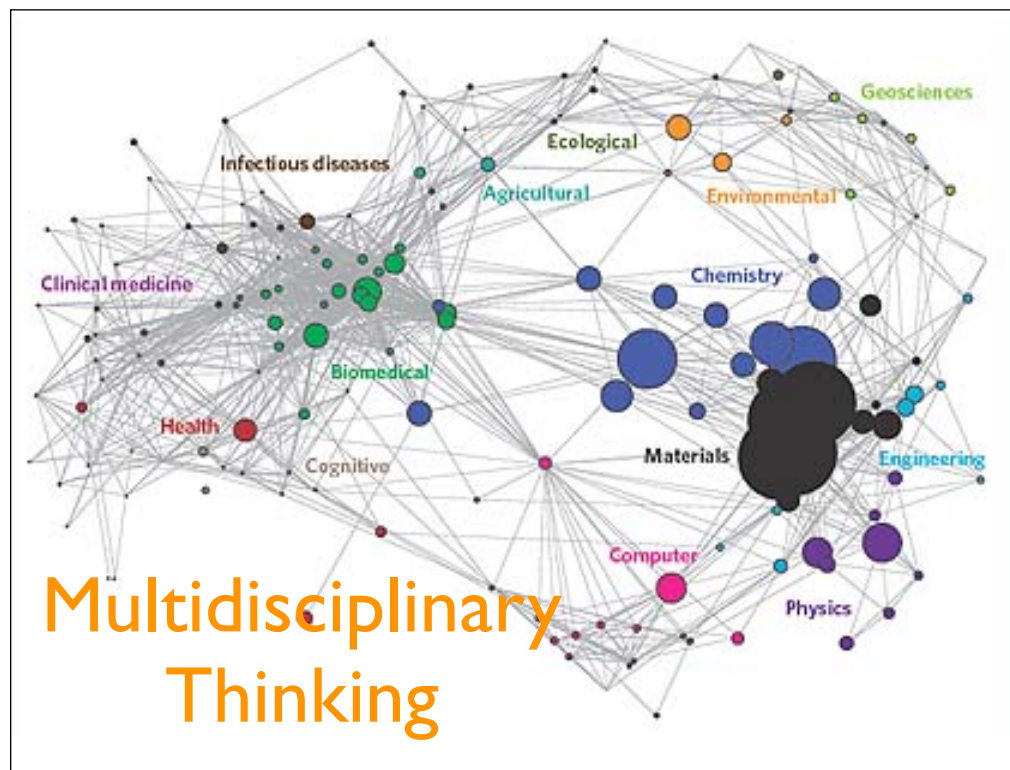 Geosciences
Ecological
Infectious diseases
Agricultural
Environmental
Clinical medicine
Chemistry
Biomedical
Health
Cognitive
Materials
Engineering
Computer
Physics
Multidisciplinary
Thinking